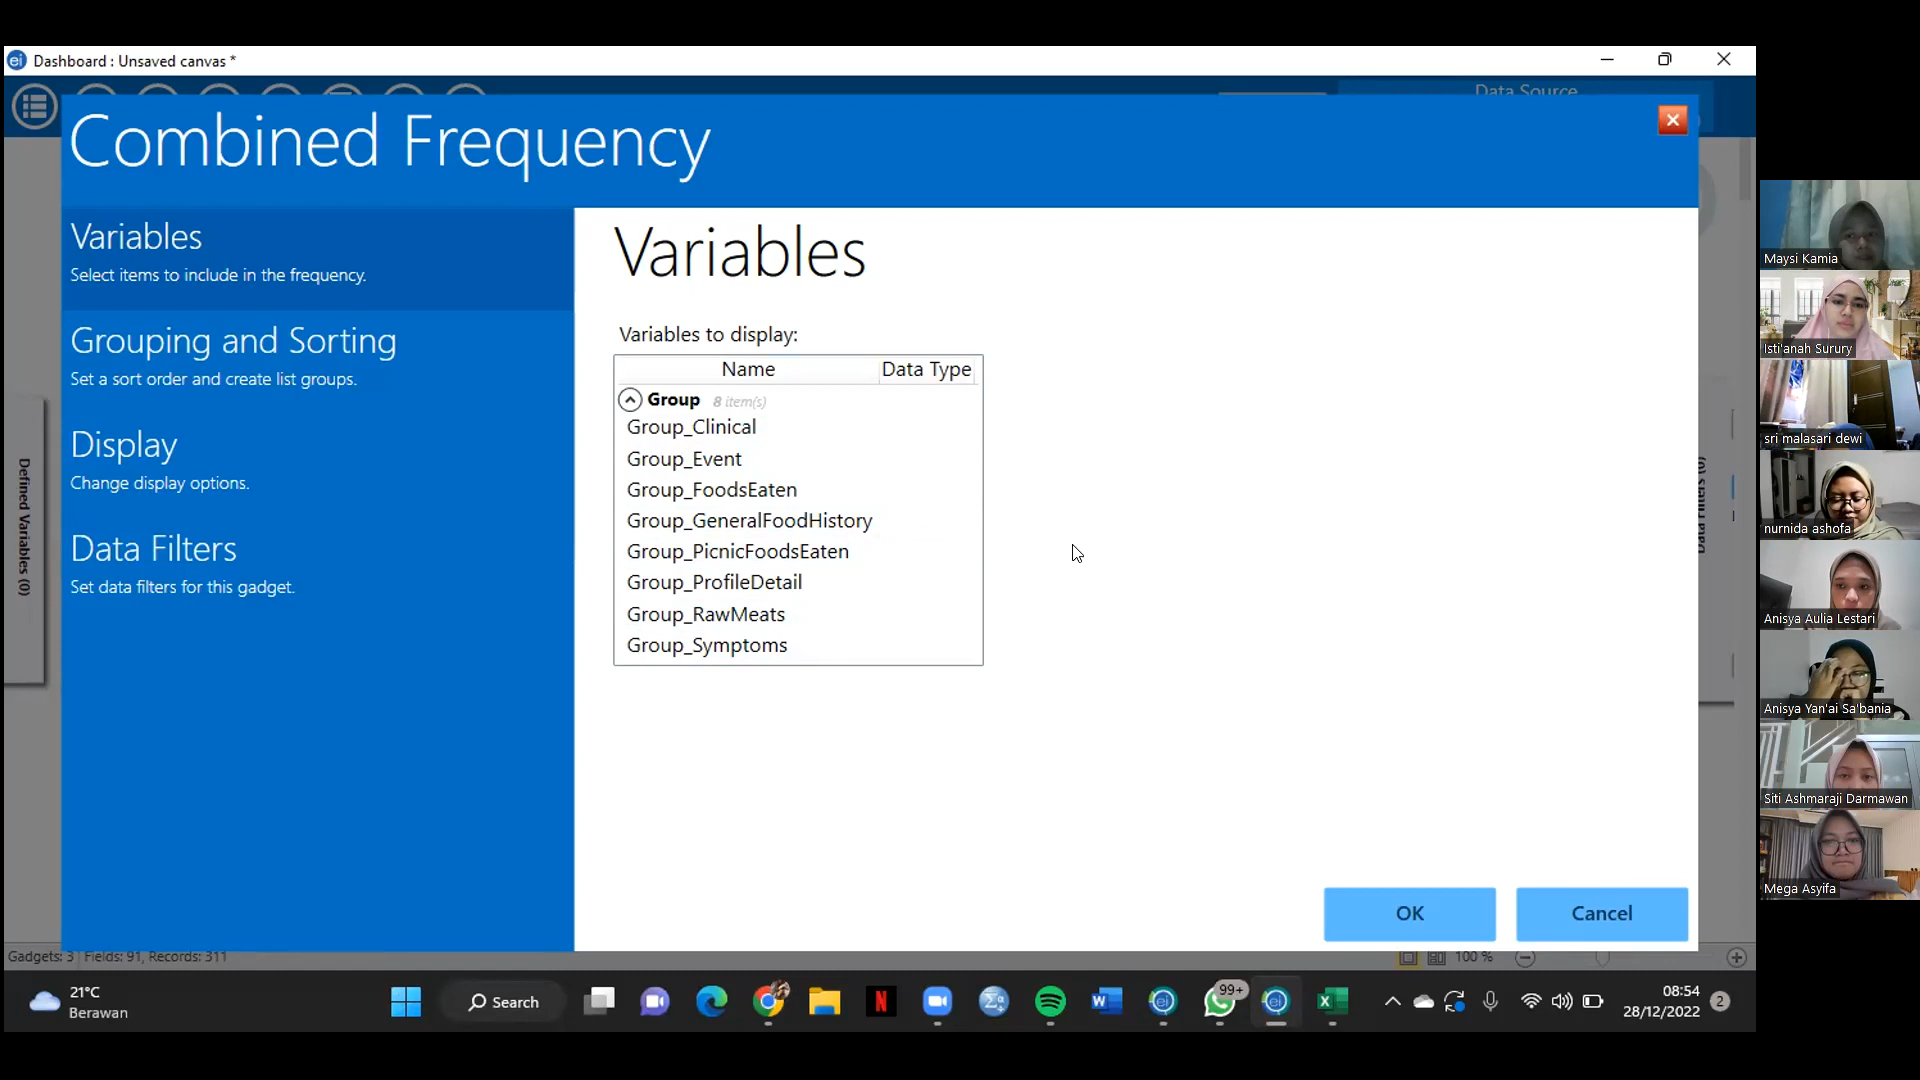 Dashboard : Unsaved canvas *
Data Source
Combined Frequency
Variables
Select items to include in the frequency.
Grouping and Sorting
Set a sort order and create list groups.
Display
Change display options.
Data Filters
Set data filters for this gadget.
Defined Variables (0)
Variables
Variables to display:
Name Data Type
Group 8 item(s)
Group_Clinical
Group_Event
Group_FoodsEaten
Group_GeneralFoodHistory
Group_PicnicFoodsEaten
Group_ProfileDetail
Group_RawMeats
Group_Symptoms
OK
Cancel
Data Filters (0)
Gadgets: 3 Fields: 91, Records: 311
100 %
21°C
Berawan
Search
99+
08:54
28/12/2022
2
Maysi Kamia
Isti'anah Surury
sri malasari dewi
nurnida ashofa
Anisya Aulia Lestari
Anisya Yan'ai Sa'bania
Siti Ashmaraji Darmawan
Mega Asyifa